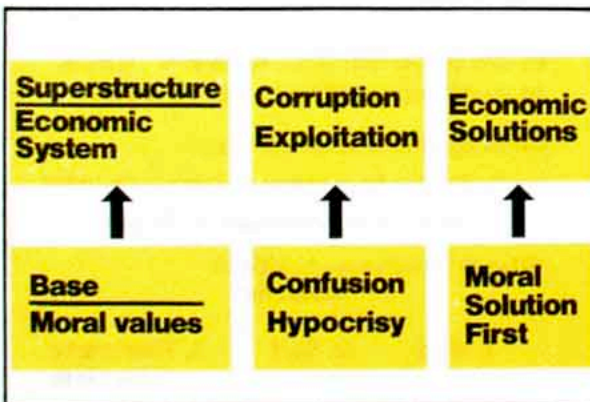 Superstructure
Economic
System
Corruption
Exploitation
Economic
Solutions
Base
Moral values
Confusion
Hypocrisy
Moral
Solution
First